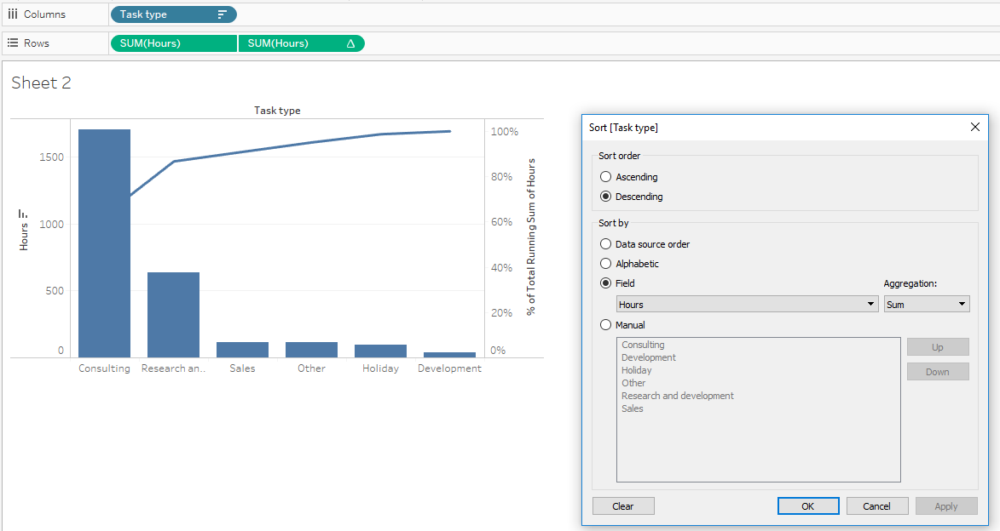 Columns
Task type
Rows
SUM(Hours)
SUM(Hours)
Sheet 2
Task type
1500
1000
500
0
Hours
100%
80%
60%
40%
20%
0%
% of Total Running Sum of Hours
Consulting
Research an..
Sales
Other
Holiday
Development
Sort [Task type]
Sort order
Ascending
Descending
Sort by
Data source order
Alphabetic
Field
Aggregation:
Hours
Sum
Manual
Consulting
Development
Holiday
Other
Research and development
Sales
Up
Down
Clear
OK
Cancel
Apply